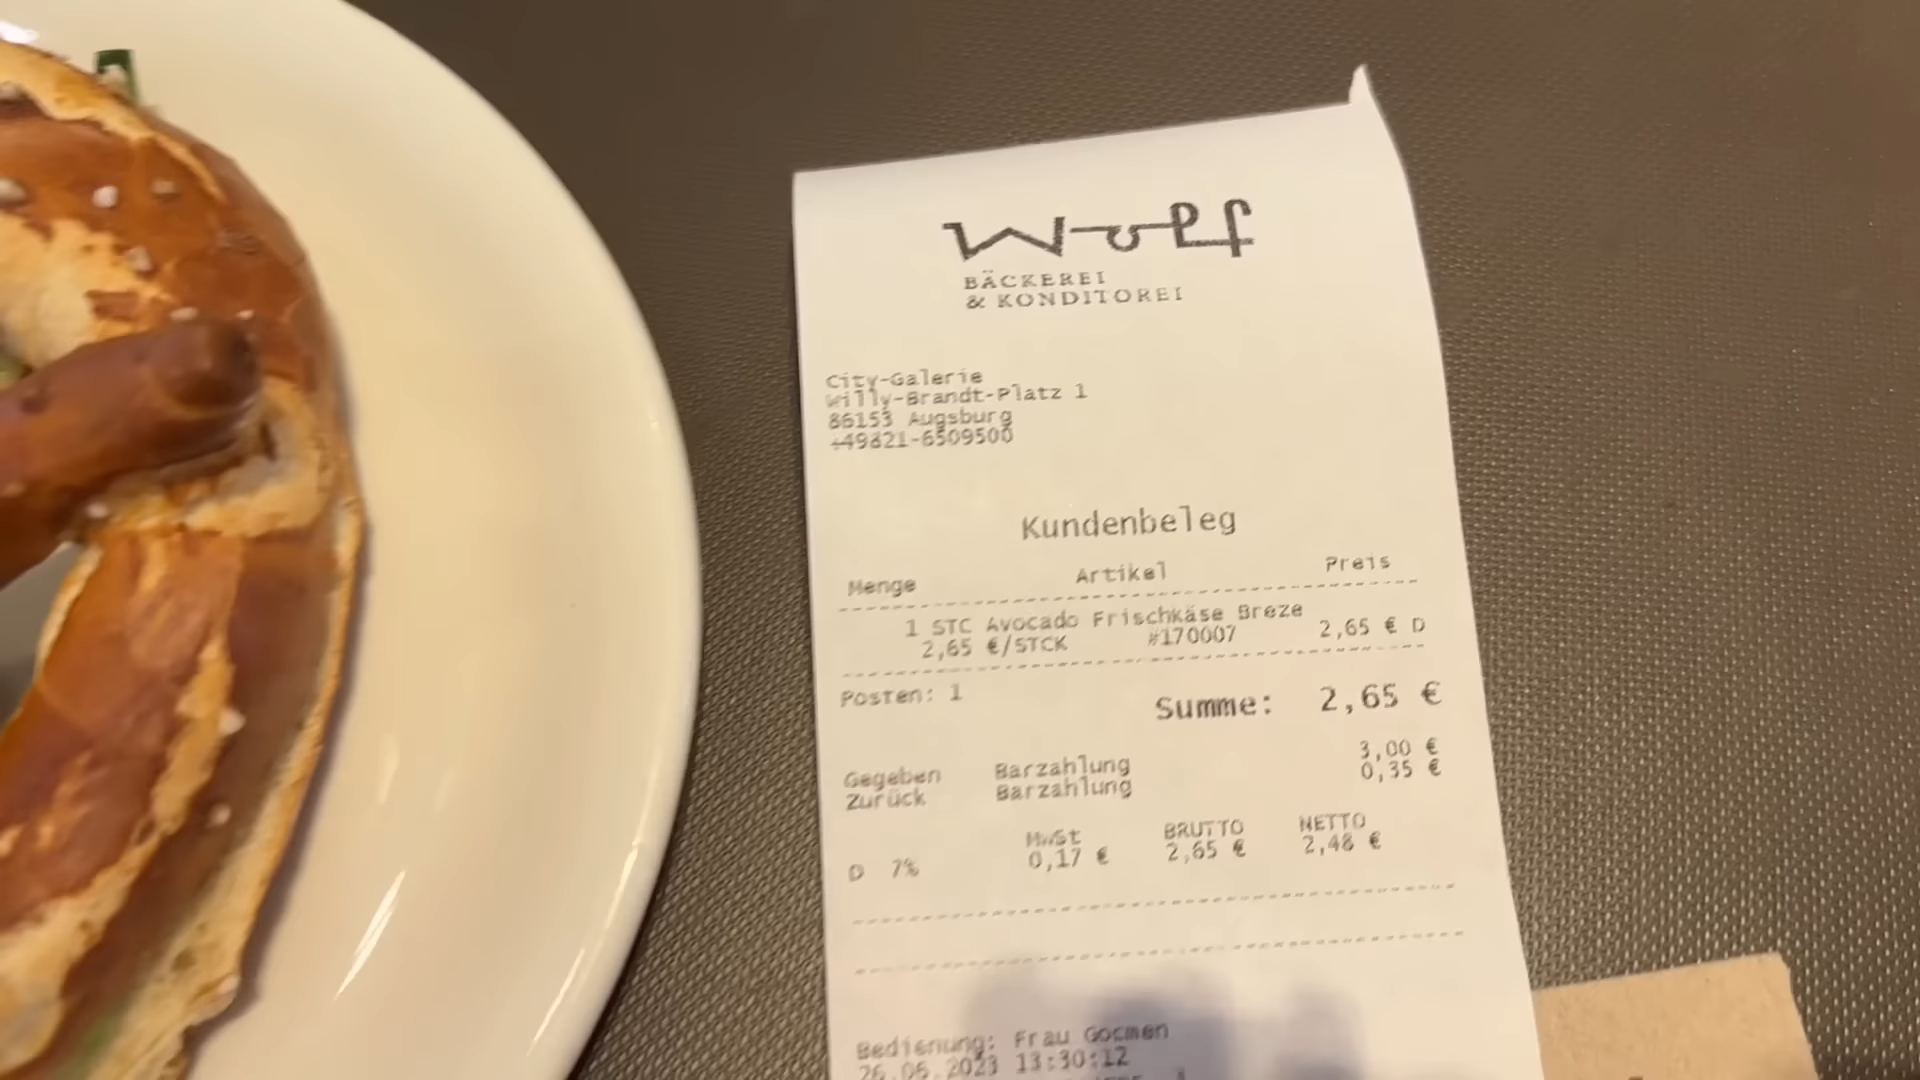 Wolf
BÄCKEREI
& KONDITOREI
City-Galerie
Willy-Brandt-Platz 1
86153 Augsburg
+49821-6509500
Kundenbeleg
Menge Artikel Preis
1 STC Avocado Frischkäse Breze
2,65 €/STCK #170007 2,65 € D
Posten: 1
Summe: 2,65 €
Gegeben Barzahlung 3,00 €
Zurück Barzahlung 0,35 €
MwSt BRUTTO NETTO
D 7% 0,17 € 2,65 € 2,48 €
Bedienung: Frau Gocmen
26.06.2023 13:30:12